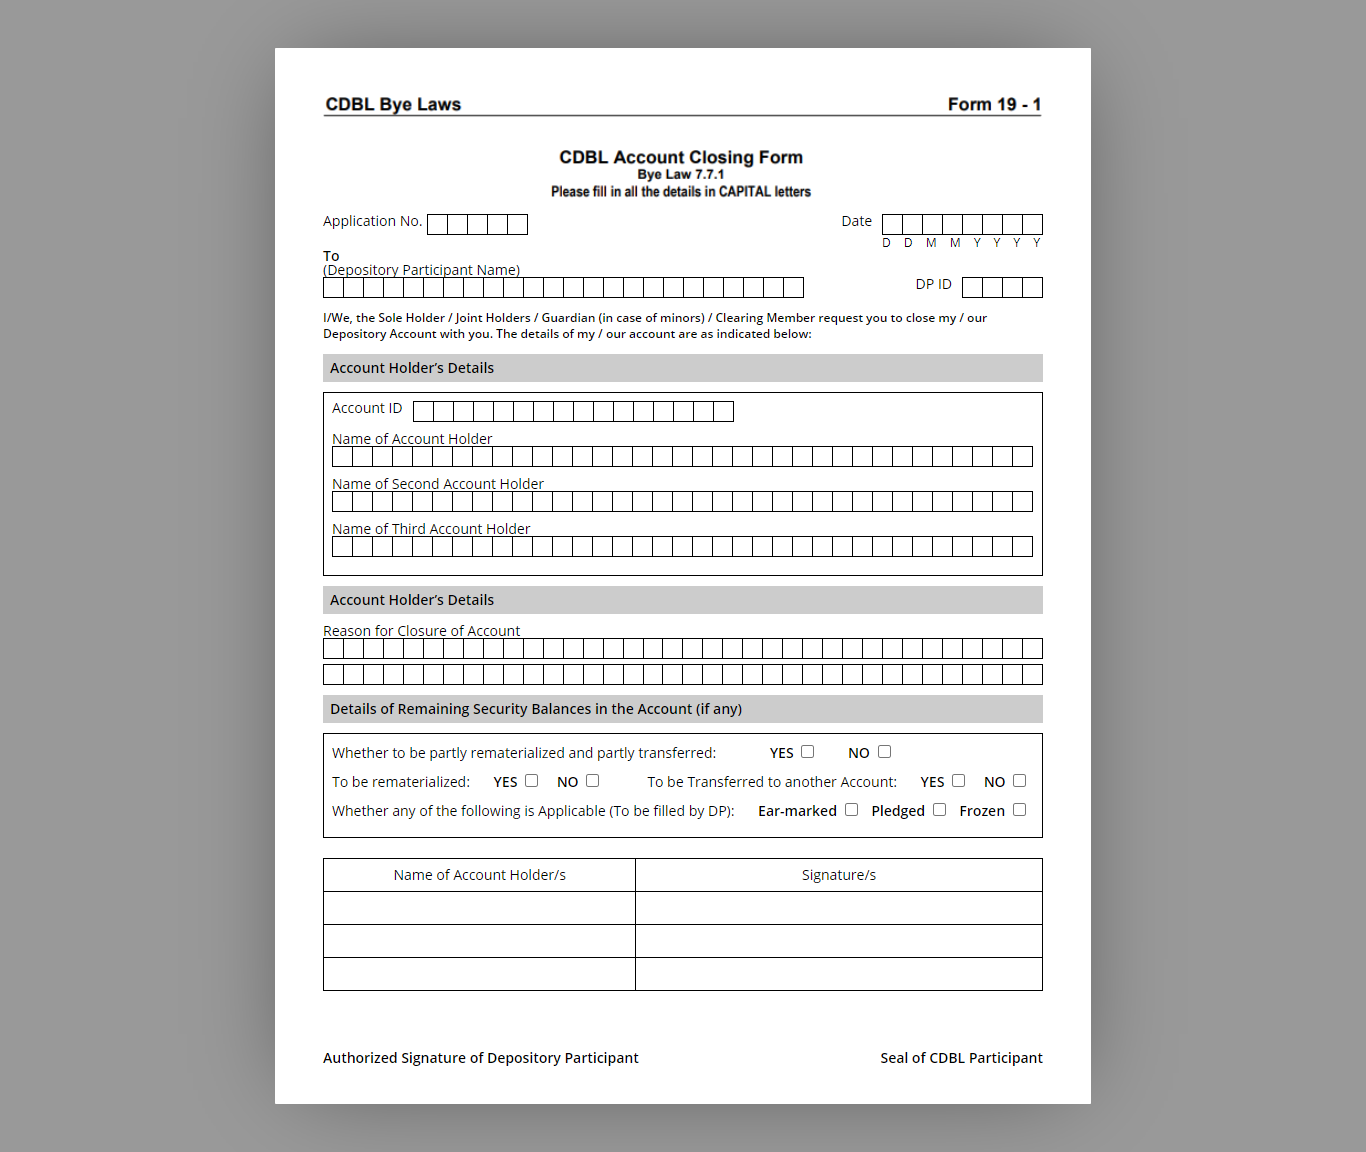 CDBL Bye Laws Form 19 - 1
CDBL Account Closing Form
Bye Law 7.7.1
Please fill in all the details in CAPITAL letters
Application No. Date
D D M M Y Y Y Y
To
(Depository Participant Name)
DP ID
I/We, the Sole Holder / Joint Holders / Guardian (in case of minors) / Clearing Member request you to close my / our
Depository Account with you. The details of my / our account are as indicated below:
Account Holder’s Details
Account ID
Name of Account Holder
Name of Second Account Holder
Name of Third Account Holder
Account Holder’s Details
Reason for Closure of Account
Details of Remaining Security Balances in the Account (if any)
Whether to be partly rematerialized and partly transferred: YES NO
To be rematerialized: YES NO To be Transferred to another Account: YES NO
Whether any of the following is Applicable (To be filled by DP): Ear-marked Pledged Frozen
Name of Account Holder/s Signature/s
Authorized Signature of Depository Participant Seal of CDBL Participant